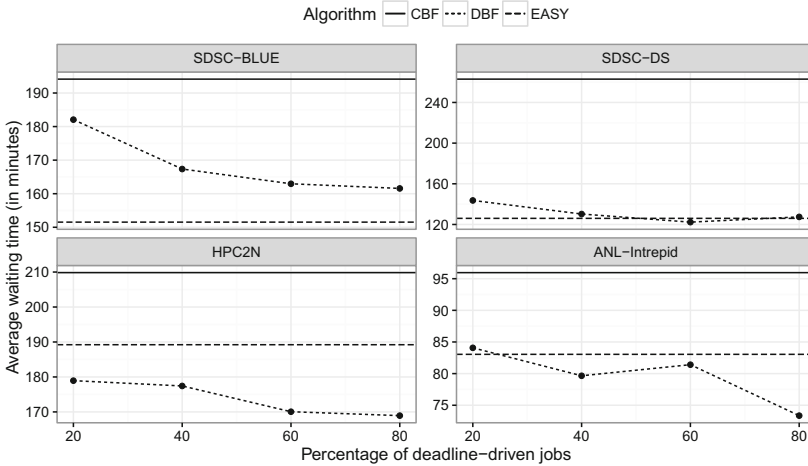 Algorithm CBF DBF EASY
SDSC−BLUE
SDSC−DS
190
180
170
160
150
240
200
160
120
HPC2N
ANL−Intrepid
210
200
190
180
170
95
90
85
80
75
20 40 60 80
20 40 60 80
Average waiting time (in minutes)
Percentage of deadline−driven jobs